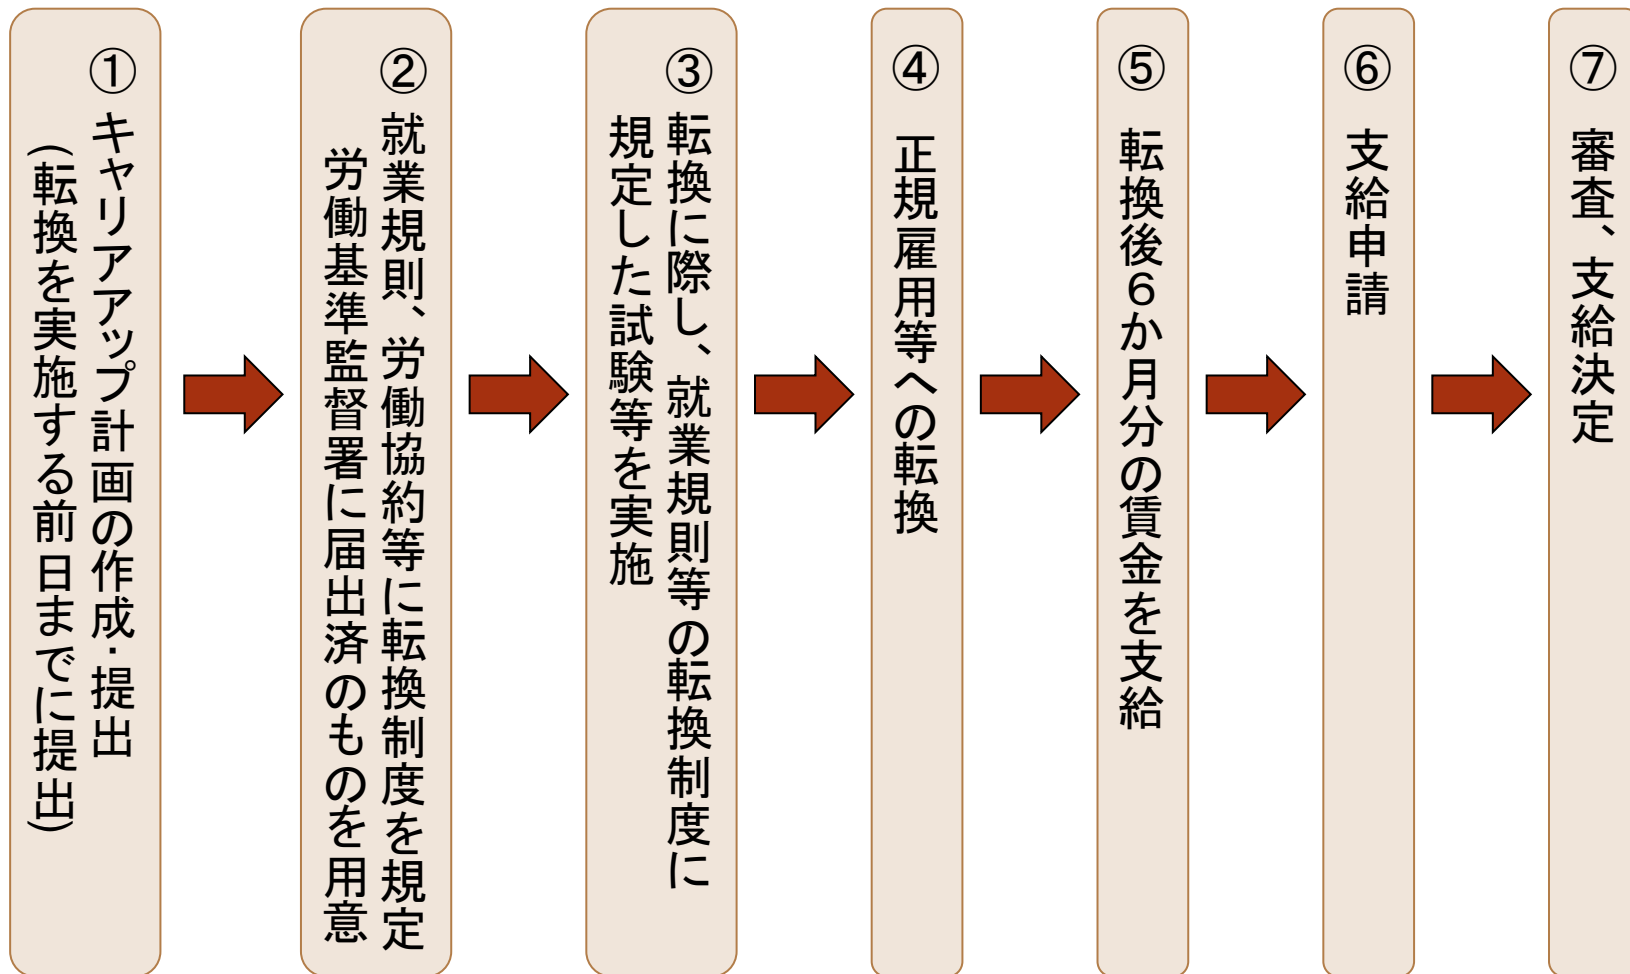 ① キャリアアップ計画の作成・提出
(転換を実施する前日までに提出)
② 就業規則、労働協約等に転換制度を規定
労働基準監督署に届出済のものを用意
③ 転換に際し、就業規則等の転換制度に
規定した試験等を実施
④ 正規雇用等への転換
⑤ 転換後６か月分の賃金を支給
⑥ 支給申請
⑦ 審査、支給決定